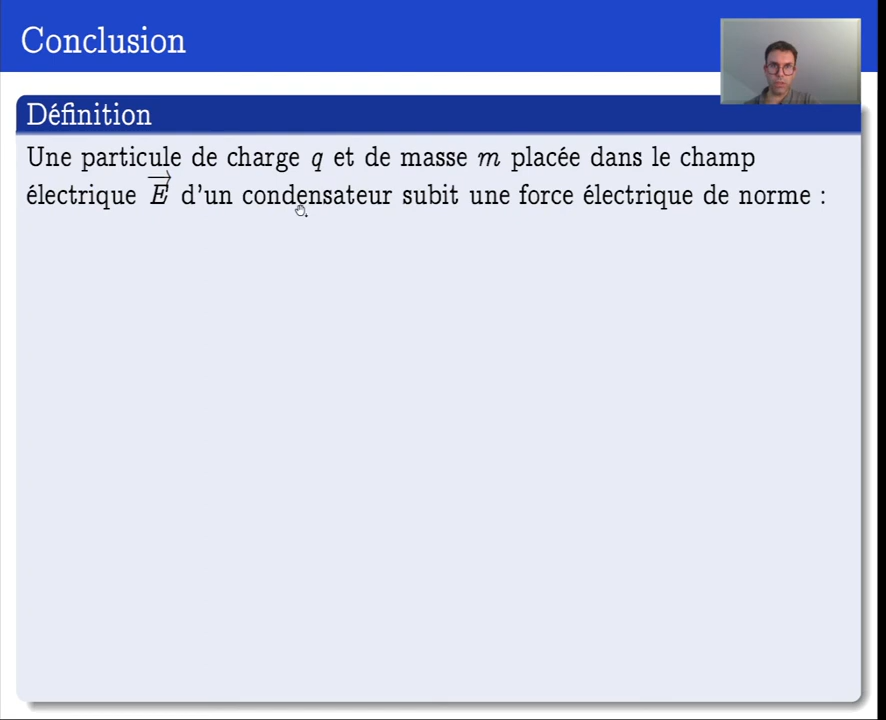 Conclusion
Définition
Une particule de charge q et de masse m placée dans le champ
électrique \vec{E} d'un condensateur subit une force électrique de norme :